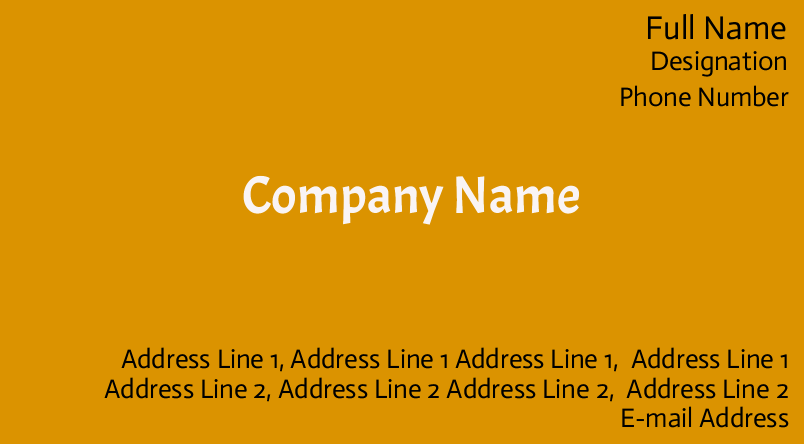 Full Name
Designation
Phone Number
Company Name
Address Line 1, Address Line 1 Address Line 1,  Address Line 1
Address Line 2, Address Line 2 Address Line 2,  Address Line 2
E-mail Address